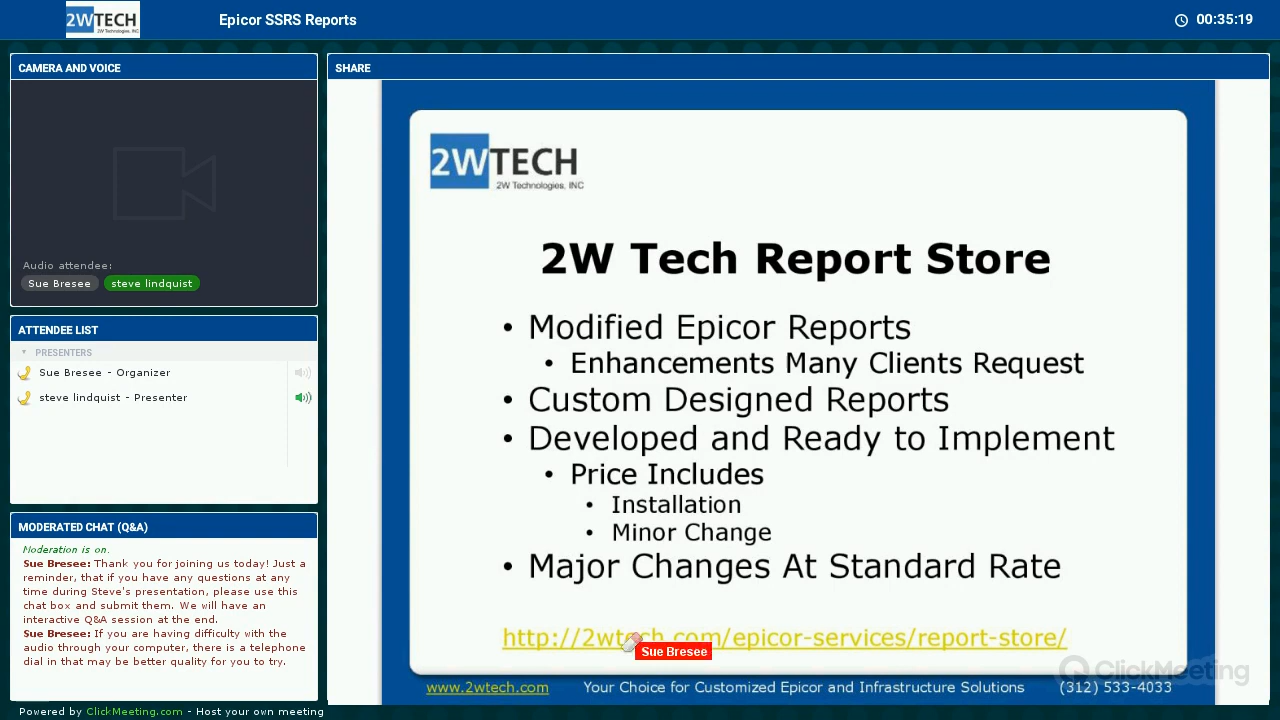 2WTECH
2W Technologies, INC
Epicor SSRS Reports
00:35:19
CAMERA AND VOICE
Audio attendee:
Sue Bresee
steve lindquist
ATTENDEE LIST
PRESENTERS
Sue Bresee - Organizer
steve lindquist - Presenter
MODERATED CHAT (Q&A)
Moderation is on.
Sue Bresee: Thank you for joining us today! Just a
reminder, that if you have any questions at any
time during Steve's presentation, please use this
chat box and submit them. We will have an
interactive Q&A session at the end.
Sue Bresee: If you are having difficulty with the
audio through your computer, there is a telephone
dial in that may be better quality for you to try.
SHARE
2WTECH
2W Technologies, INC
2W Tech Report Store
• Modified Epicor Reports
• Enhancements Many Clients Request
• Custom Designed Reports
• Developed and Ready to Implement
• Price Includes
• Installation
• Minor Change
• Major Changes At Standard Rate
http://2wtech.com/epicor-services/report-store/
Sue Bresee
ClickMeeting
www.2wtech.com Your Choice for Customized Epicor and Infrastructure Solutions (312) 533-4033
Powered by ClickMeeting.com - Host your own meeting